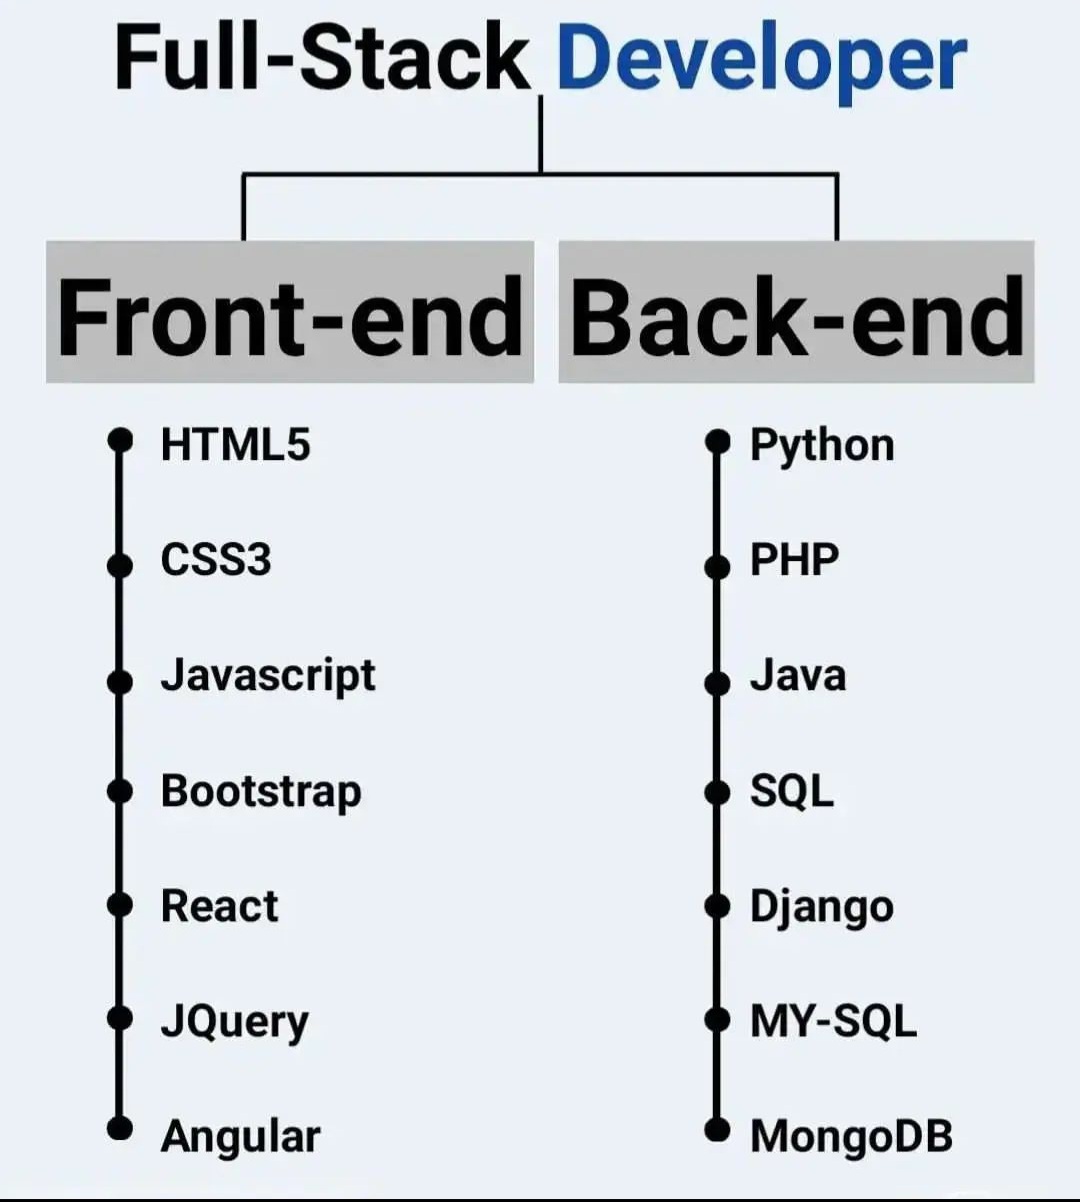 Full-Stack Developer
Front-end
HTML5
CSS3
Javascript
Bootstrap
React
JQuery
Angular
Back-end
Python
PHP
Java
SQL
Django
MY-SQL
MongoDB